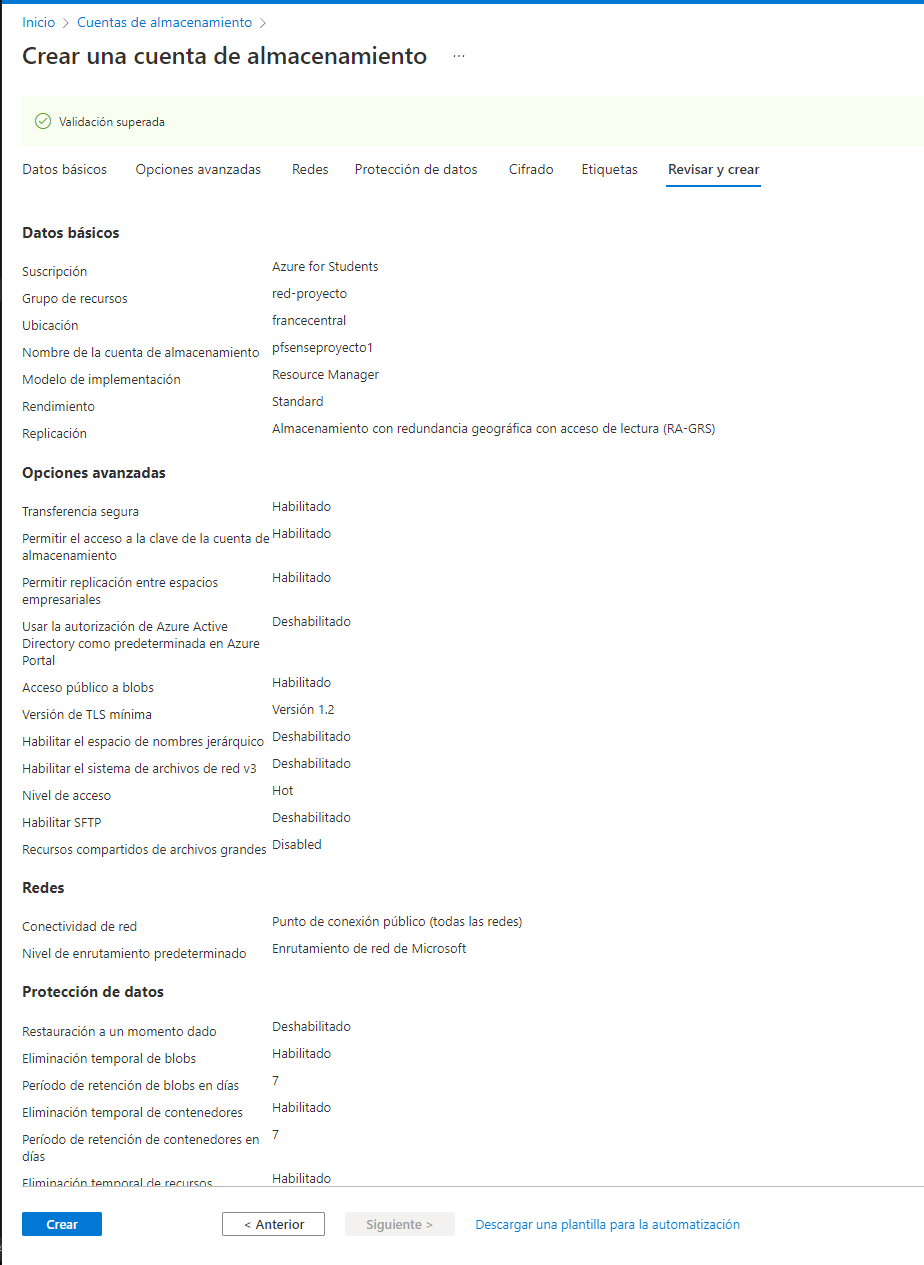 Inicio > Cuentas de almacenamiento >
Crear una cuenta de almacenamiento ...
Validación superada
Datos básicos Opciones avanzadas Redes Protección de datos Cifrado Etiquetas Revisar y crear
Datos básicos
Suscripción Azure for Students
Grupo de recursos red-proyecto
Ubicación francecentral
Nombre de la cuenta de almacenamiento pfsenseproyecto1
Modelo de implementación Resource Manager
Rendimiento Standard
Replicación Almacenamiento con redundancia geográfica con acceso de lectura (RA-GRS)
Opciones avanzadas
Transferencia segura Habilitado
Permitir el acceso a la clave de la cuenta de Habilitado
almacenamiento
Permitir replicación entre espacios Habilitado
empresariales
Usar la autorización de Azure Active Deshabilitado
Directory como predeterminada en Azure
Portal
Acceso público a blobs Habilitado
Versión de TLS mínima Versión 1.2
Habilitar el espacio de nombres jerárquico Deshabilitado
Habilitar el sistema de archivos de red v3 Deshabilitado
Nivel de acceso Hot
Habilitar SFTP Deshabilitado
Recursos compartidos de archivos grandes Disabled
Redes
Conectividad de red Punto de conexión público (todas las redes)
Nivel de enrutamiento predeterminado Enrutamiento de red de Microsoft
Protección de datos
Restauración a un momento dado Deshabilitado
Eliminación temporal de blobs Habilitado
Período de retención de blobs en días 7
Eliminación temporal de contenedores Habilitado
Período de retención de contenedores en 7
días
Eliminación temporal de recursos Habilitado
Crear < Anterior Siguiente > Descargar una plantilla para la automatización